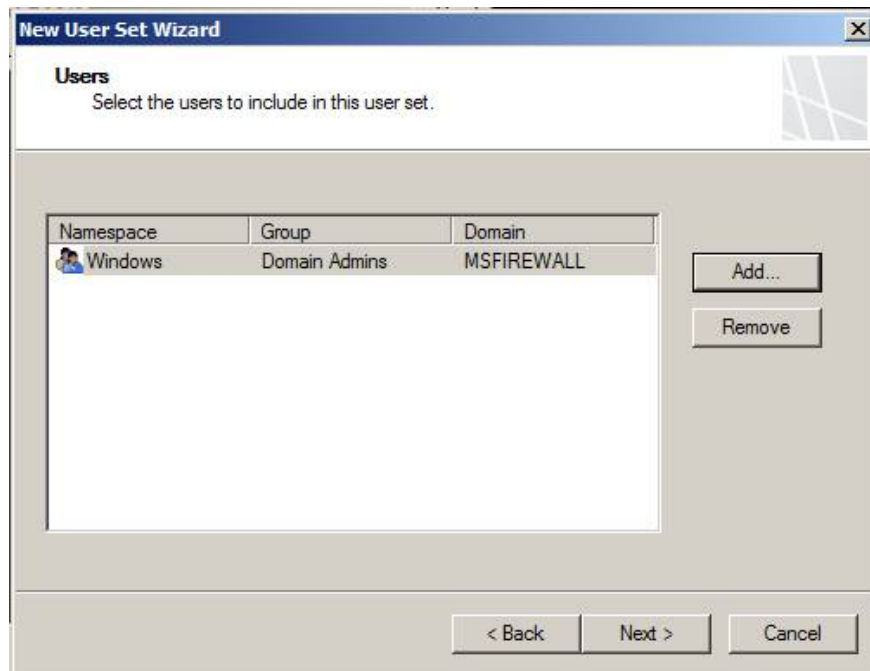 New User Set Wizard
Users
Select the users to include in this user set.
Namespace Group Domain
Windows Domain Admins MSFIREWALL
Add...
Remove
< Back Next > Cancel